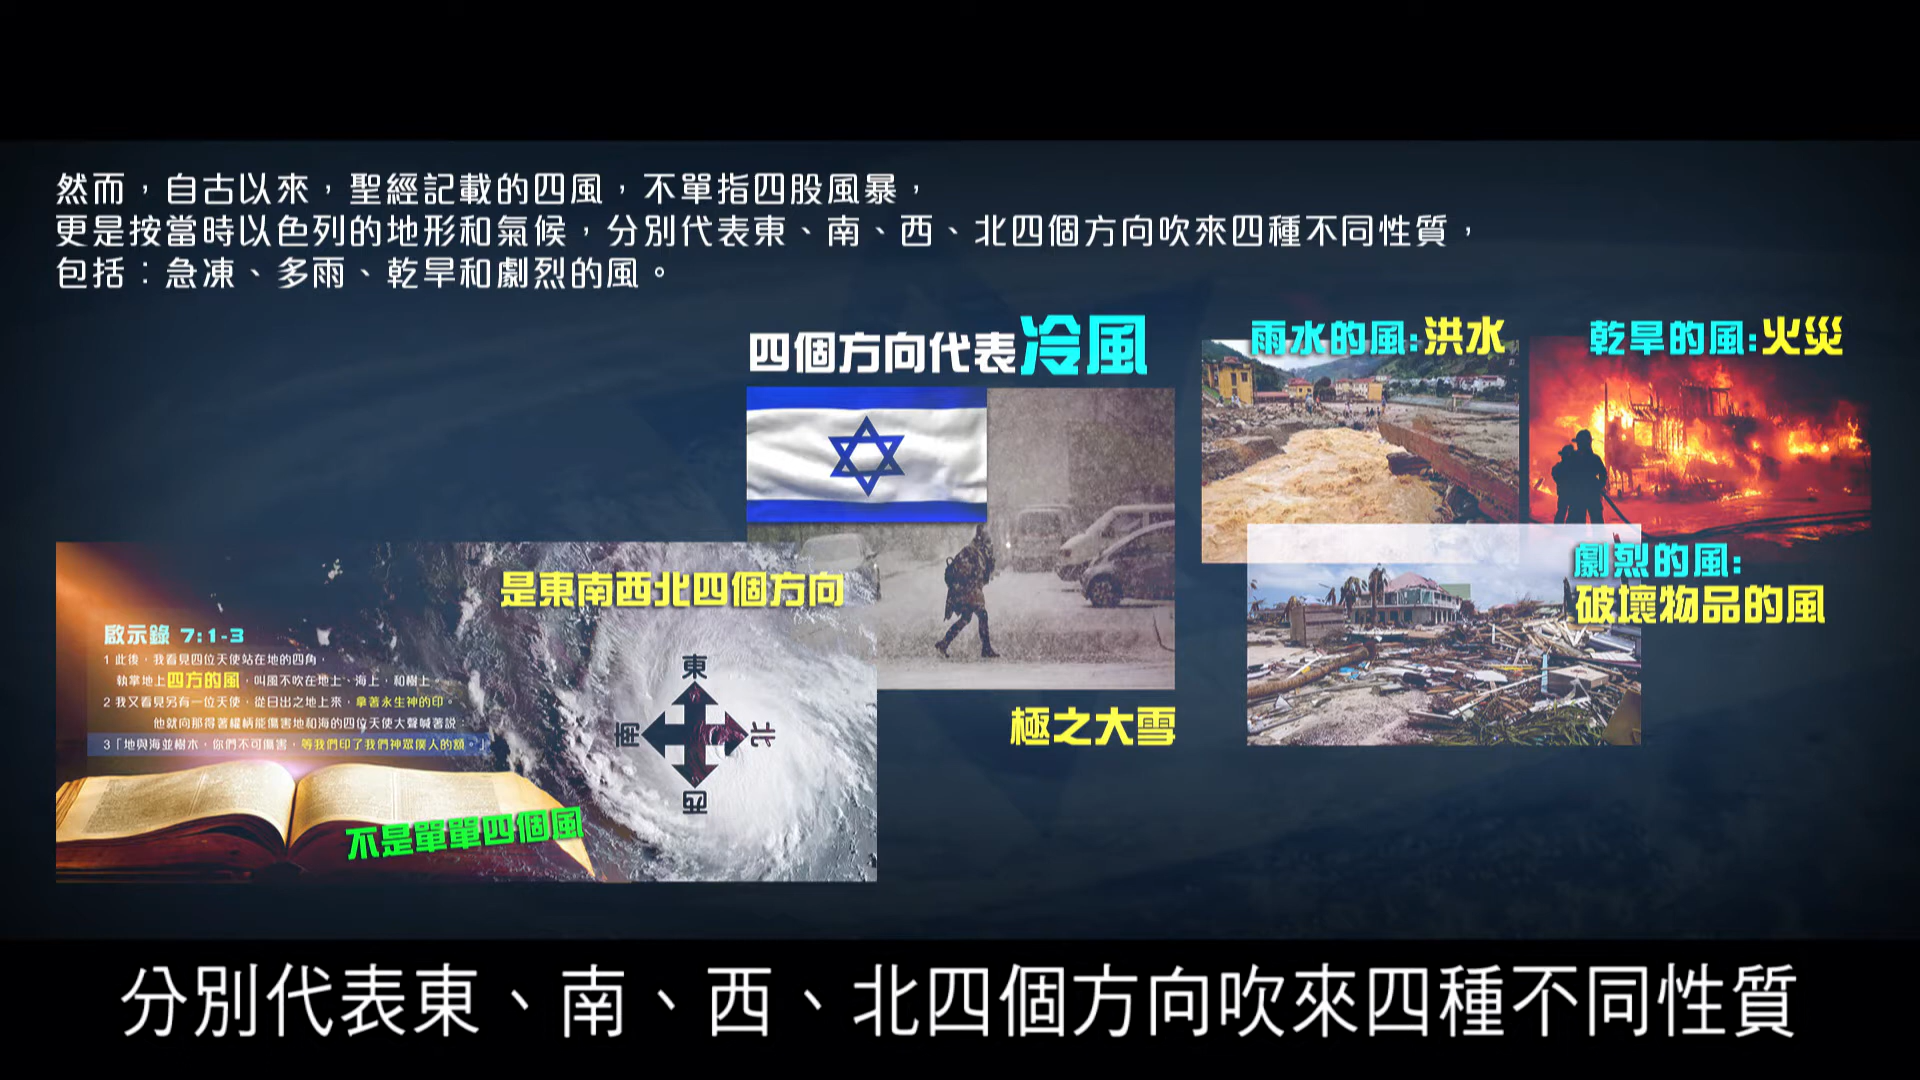 然而，自古以來，聖經記載的四風，不單指四股風暴，
更是按當時以色列的地形和氣候，分別代表東、南、西、北四個方向吹來四種不同性質，
包括：急凍、多雨、乾旱和劇烈的風。
四個方向代表冷風
雨水的風:洪水
乾旱的風:火災
是東南西北四個方向
啟示錄 7:1-3
1 此後，我看見四位天使站在地的四角，
執掌地上四方的風，叫風不吹在地上、海上，和樹上。
2 我又看見另有一位天使，從日出之地上來，拿著永生神的印。
他就向那得著權柄能傷害地和海的四位天使大聲喊著說：
3「地與海並樹木，你們不可傷害，等我們印了我們神眾僕人的額。」
東
南
北
西
不是單單四個風
極之大雪
劇烈的風:
破壞物品的風
分別代表東、南、西、北四個方向吹來四種不同性質